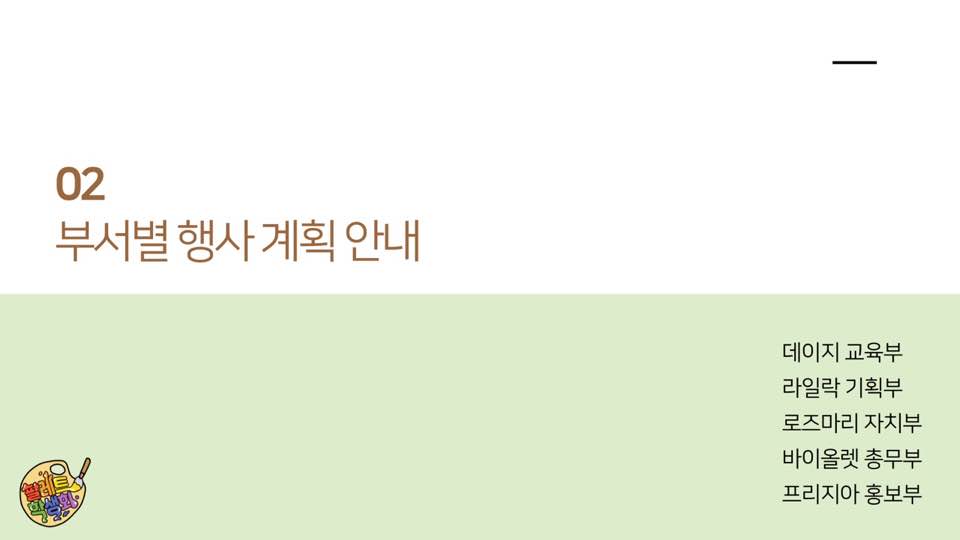 02
부서별 행사 계획 안내
데이지 교육부
라일락 기획부
로즈마리 자치부
바이올렛 총무부
프리지아 홍보부
팔레트
학생회